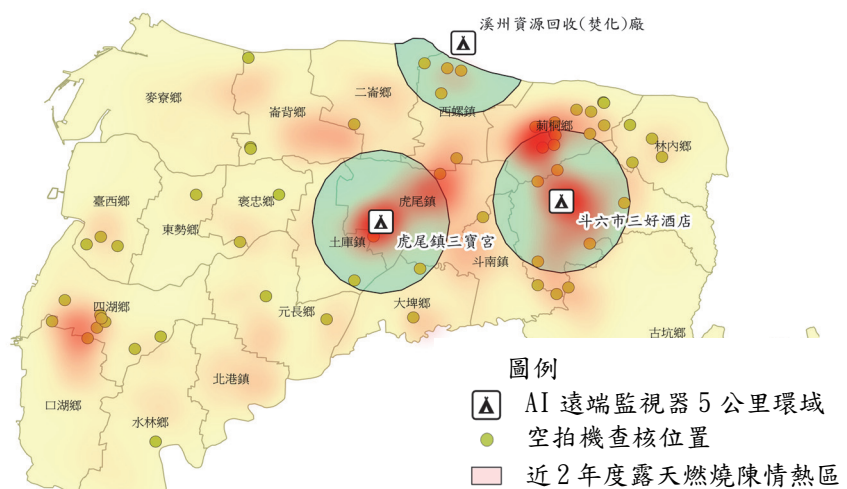 溪州資源回收(焚化)廠
麥寮鄉
崙背鄉
二崙鄉
西螺鎮
莿桐鄉
林內鄉
臺西鄉
東勢鄉
褒忠鄉
土庫鎮
虎尾鎮
虎尾鎮三寶宮
斗六市三好酒店
斗南鎮
大埤鄉
元長鄉
四湖鄉
古坑鄉
北港鎮
口湖鄉
水林鄉
圖例
AI 遠端監視器 5 公里環域
空拍機查核位置
近 2 年度露天燃燒陳情熱區